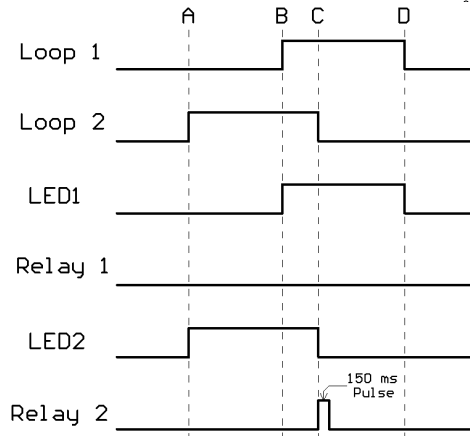 A B C D
Loop 1
Loop 2
LED1
Relay 1
LED2
150 ms
Pulse
Relay 2